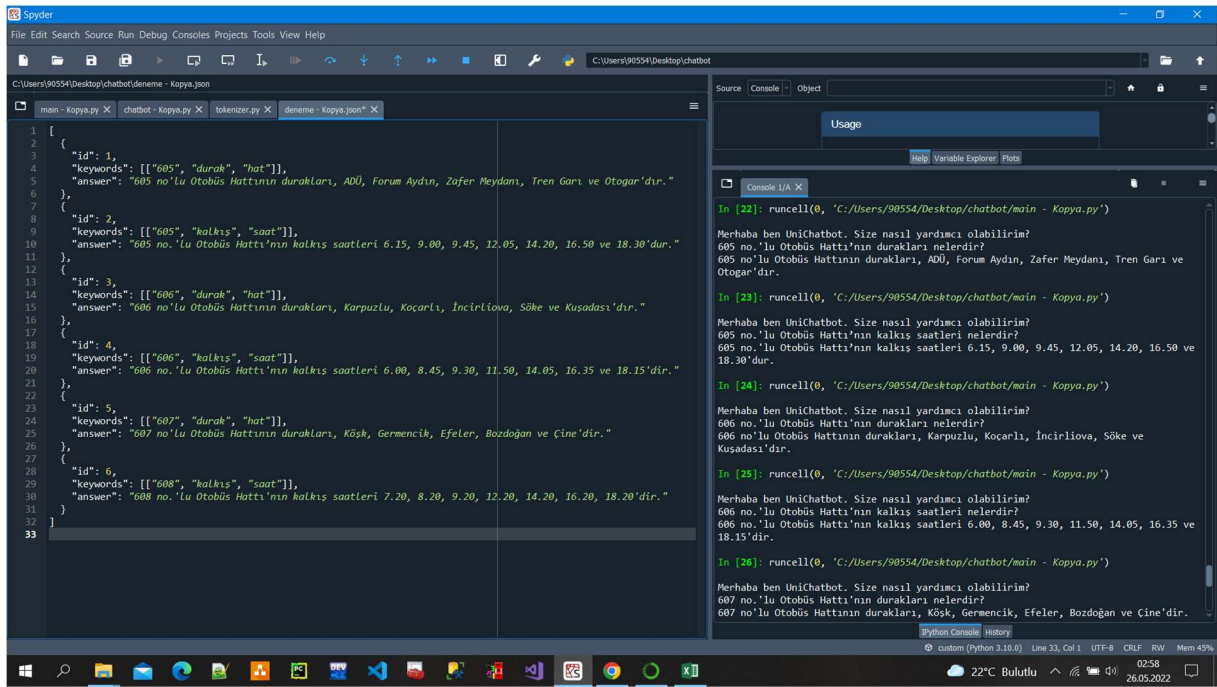 Spyder
File Edit Search Source Run Debug Consoles Projects Tools View Help
C:\Users\90554\Desktop\chatbot
C:\Users\90554\Desktop\chatbot\deneme - Kopya.json
main - Kopya.py X chatbot - Kopya.py X tokenizer.py X deneme - Kopya.json* X
1 [
2 {
3 "id": 1,
4 "keywords": [["605", "durak", "hat"]],
5 "answer": "605 no'lu Otobüs Hattının durakları, ADÜ, Forum Aydın, Zafer Meydanı, Tren Garı ve Otogar'dır."
6 },
7 {
8 "id": 2,
9 "keywords": [["605", "kalkış", "saat"]],
10 "answer": "605 no.'lu Otobüs Hattı’nın kalkış saatleri 6.15, 9.00, 9.45, 12.05, 14.20, 16.50 ve 18.30'dur."
11 },
12 {
13 "id": 3,
14 "keywords": [["606", "durak", "hat"]],
15 "answer": "606 no'lu Otobüs Hattının durakları, Karpuzlu, Koçarlı, İncirliova, Söke ve Kuşadası'dır."
16 },
17 {
18 "id": 4,
19 "keywords": [["606", "kalkış", "saat"]],
20 "answer": "606 no.'lu Otobüs Hattı'nın kalkış saatleri 6.00, 8.45, 9.30, 11.50, 14.05, 16.35 ve 18.15'dir."
21 },
22 {
23 "id": 5,
24 "keywords": [["607", "durak", "hat"]],
25 "answer": "607 no'lu Otobüs Hattının durakları, Köşk, Germencik, Efeler, Bozdoğan ve Çine'dir."
26 },
27 {
28 "id": 6,
29 "keywords": [["608", "kalkış", "saat"]],
30 "answer": "608 no.'lu Otobüs Hattı'nın kalkış saatleri 7.20, 8.20, 9.20, 12.20, 14.20, 16.20, 18.20'dir."
31 }
32 ]
33
Source Console Object
Usage
Help Variable Explorer Plots
Console 1/A X
In [22]: runcell(0, 'C:/Users/90554/Desktop/chatbot/main - Kopya.py')
Merhaba ben UniChatbot. Size nasıl yardımcı olabilirim?
605 no.'lu Otobüs Hattı’nın durakları nelerdir?
605 no'lu Otobüs Hattının durakları, ADÜ, Forum Aydın, Zafer Meydanı, Tren Garı ve
Otogar'dır.
In [23]: runcell(0, 'C:/Users/90554/Desktop/chatbot/main - Kopya.py')
Merhaba ben UniChatbot. Size nasıl yardımcı olabilirim?
605 no.'lu Otobüs Hattı’nın kalkış saatleri nelerdir?
605 no.'lu Otobüs Hattı’nın kalkış saatleri 6.15, 9.00, 9.45, 12.05, 14.20, 16.50 ve
18.30'dur.
In [24]: runcell(0, 'C:/Users/90554/Desktop/chatbot/main - Kopya.py')
Merhaba ben UniChatbot. Size nasıl yardımcı olabilirim?
606 no.'lu Otobüs Hattı'nın durakları nelerdir?
606 no'lu Otobüs Hattının durakları, Karpuzlu, Koçarlı, İncirliova, Söke ve
Kuşadası'dır.
In [25]: runcell(0, 'C:/Users/90554/Desktop/chatbot/main - Kopya.py')
Merhaba ben UniChatbot. Size nasıl yardımcı olabilirim?
606 no.'lu Otobüs Hattı'nın kalkış saatleri nelerdir?
606 no.'lu Otobüs Hattı'nın kalkış saatleri 6.00, 8.45, 9.30, 11.50, 14.05, 16.35 ve
18.15'dir.
In [26]: runcell(0, 'C:/Users/90554/Desktop/chatbot/main - Kopya.py')
Merhaba ben UniChatbot. Size nasıl yardımcı olabilirim?
607 no.'lu Otobüs Hattı'nın durakları nelerdir?
607 no'lu Otobüs Hattının durakları, Köşk, Germencik, Efeler, Bozdoğan ve Çine'dir.
IPython Console History
custom (Python 3.10.0) Line 33, Col 1 UTF-8 CRLF RW Mem 45%
22°C Bulutlu
02:58
26.05.2022